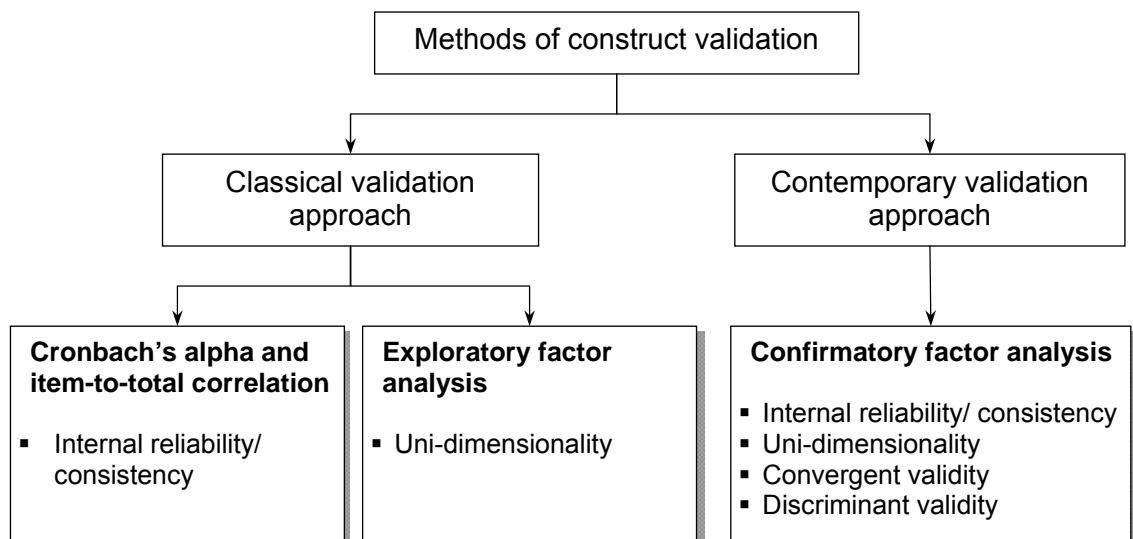 Methods of construct validation
Classical validation
approach
Contemporary validation
approach
Cronbach’s alpha and
item-to-total correlation
▪ Internal reliability/
consistency
Exploratory factor
analysis
▪ Uni-dimensionality
Confirmatory factor analysis
▪ Internal reliability/ consistency
▪ Uni-dimensionality
▪ Convergent validity
▪ Discriminant validity